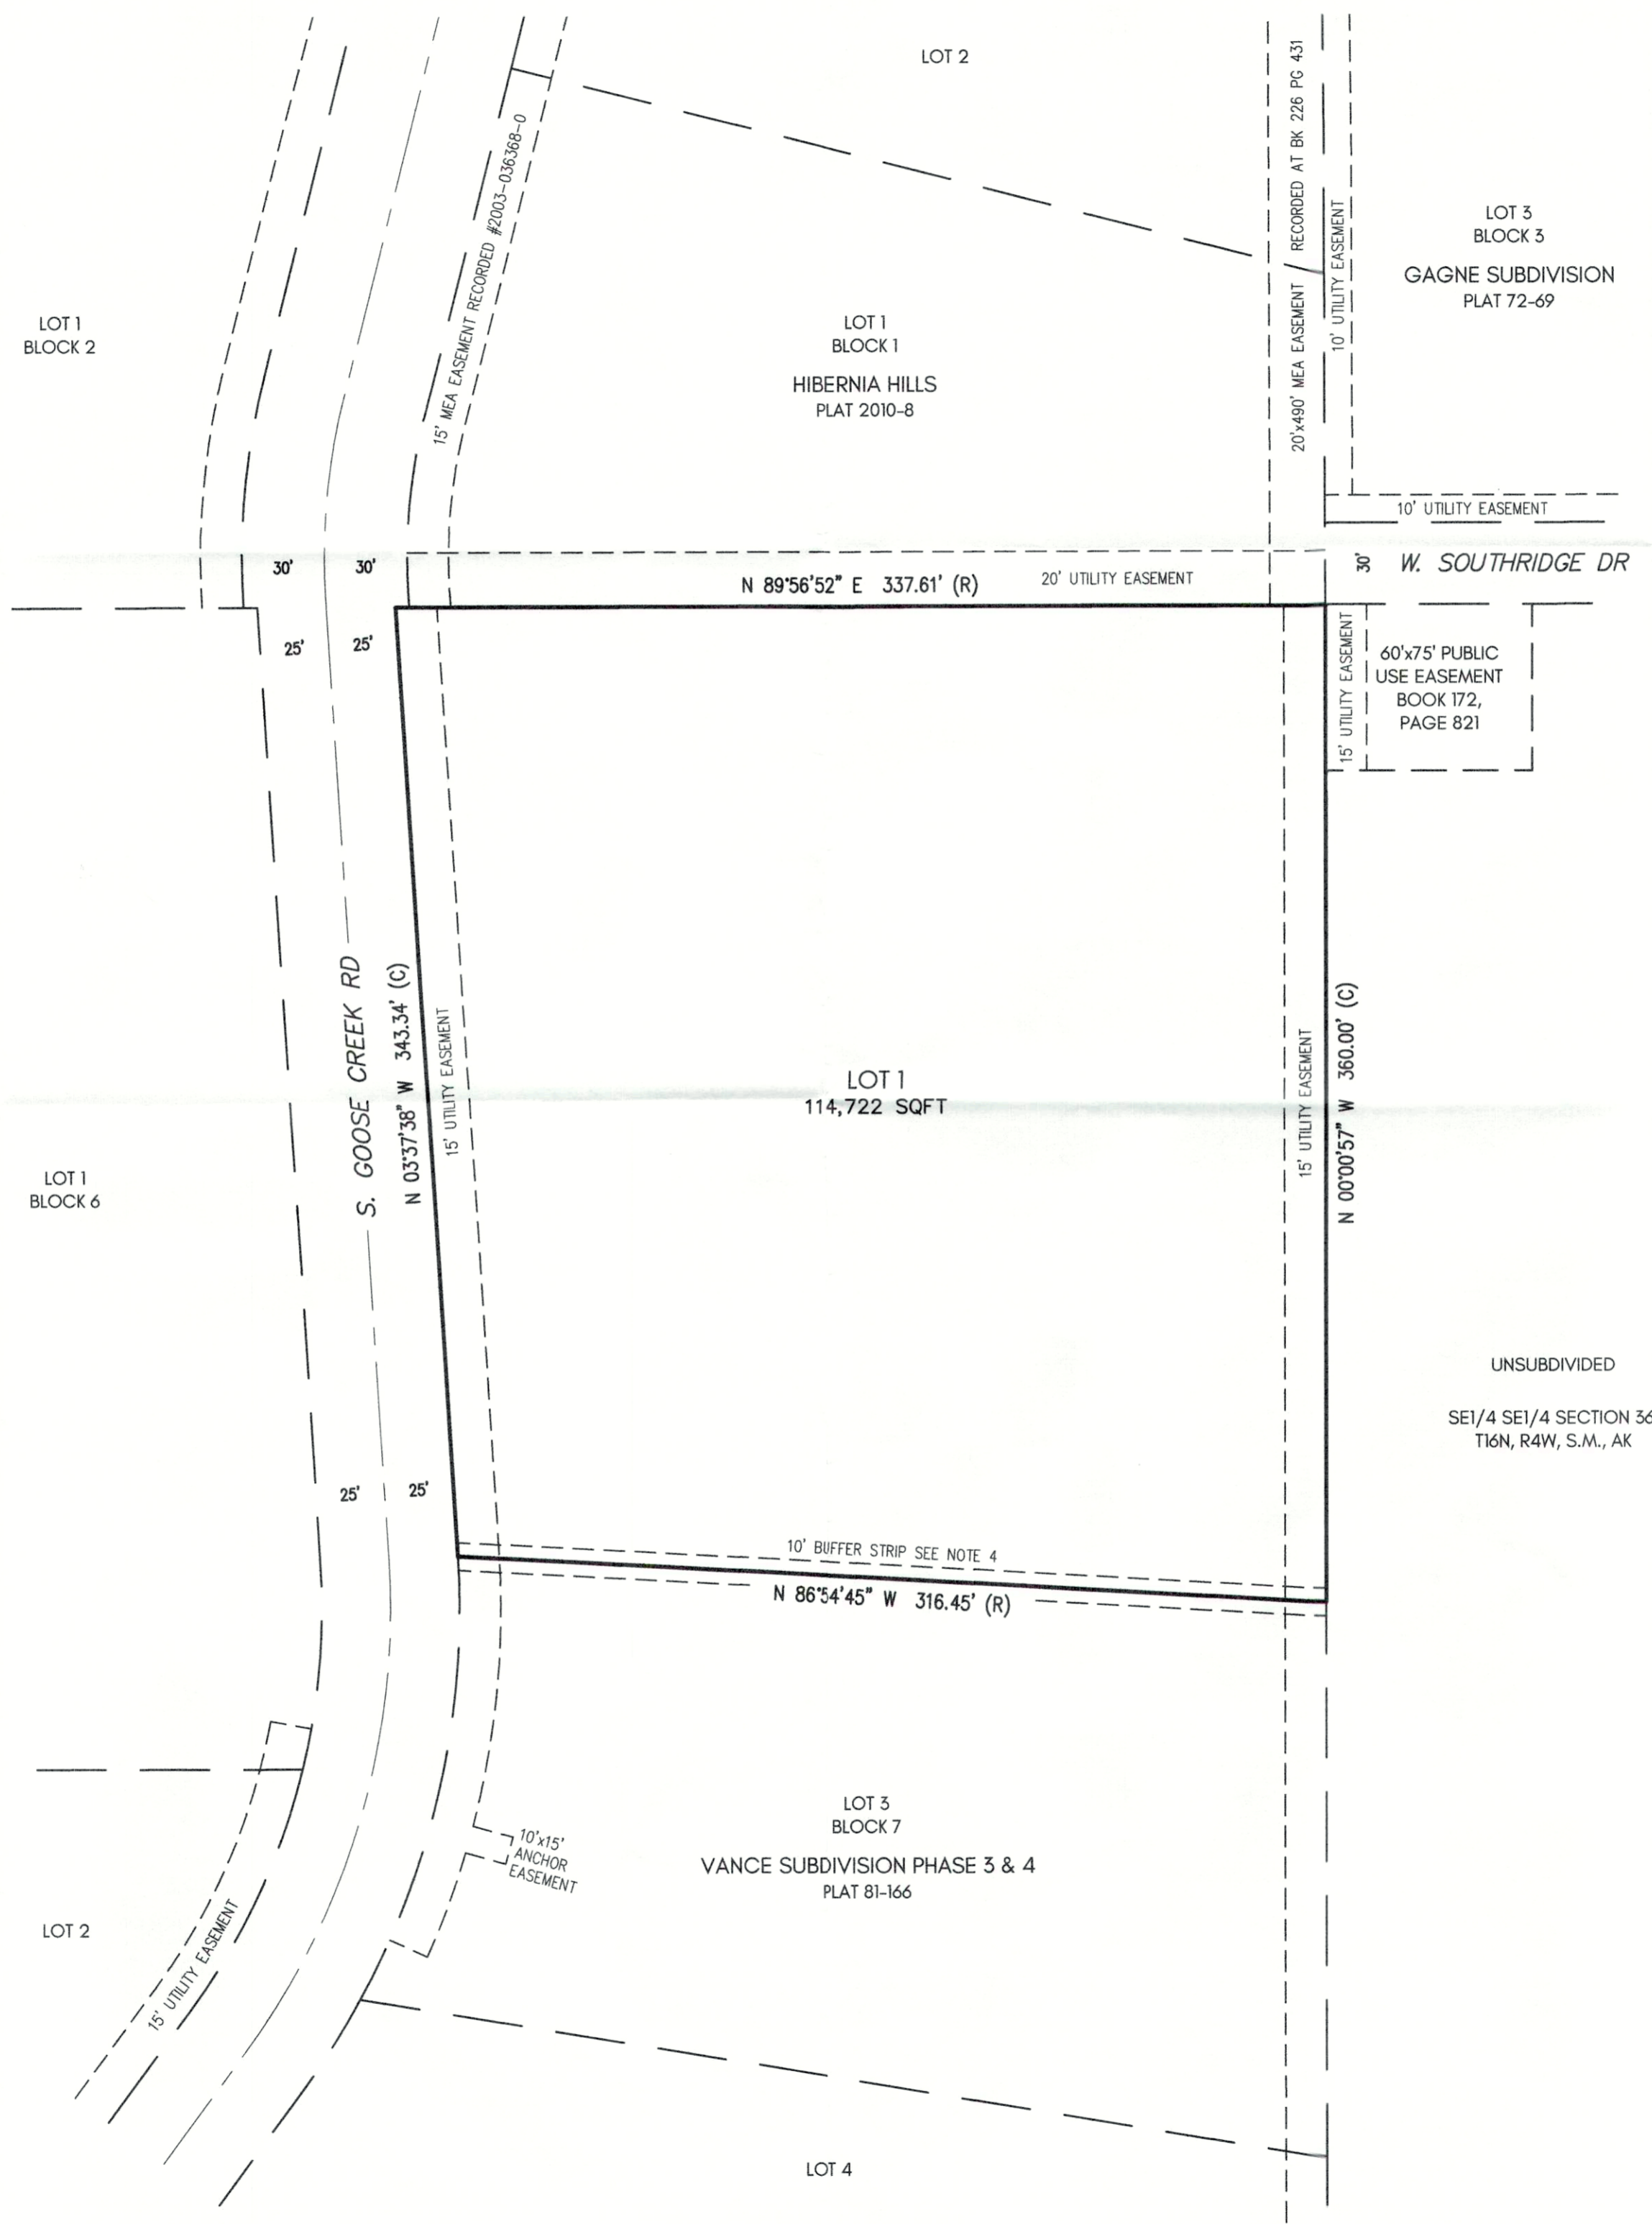 LOT 2
RECORDED AT BK 226 PG 431
20'x490' MEA EASEMENT
10' UTILITY EASEMENT
LOT 3
BLOCK 3
GAGNE SUBDIVISION
PLAT 72-69
15' MEA EASEMENT RECORDED #2003-036368-0
LOT 1
BLOCK 2
LOT 1
BLOCK 1
HIBERNIA HILLS
PLAT 2010-8
10' UTILITY EASEMENT
30'
30'
N 89°56'52" E 337.61' (R)
20' UTILITY EASEMENT
30'
W. SOUTHRIDGE DR
25'
25'
15' UTILITY EASEMENT
60'x75' PUBLIC
USE EASEMENT
BOOK 172,
PAGE 821
S. GOOSE CREEK RD
N 03°37'38" W 343.34' (C)
15' UTILITY EASEMENT
LOT 1
114,722 SQFT
15' UTILITY EASEMENT
N 00°00'57" W 360.00' (C)
LOT 1
BLOCK 6
UNSUBDIVIDED
SE1/4 SE1/4 SECTION 36
T16N, R4W, S.M., AK
25'
25'
10' BUFFER STRIP SEE NOTE 4
N 86°54'45" W 316.45' (R)
10'x15'
ANCHOR
EASEMENT
LOT 3
BLOCK 7
VANCE SUBDIVISION PHASE 3 & 4
PLAT 81-166
LOT 2
15' UTILITY EASEMENT
LOT 4